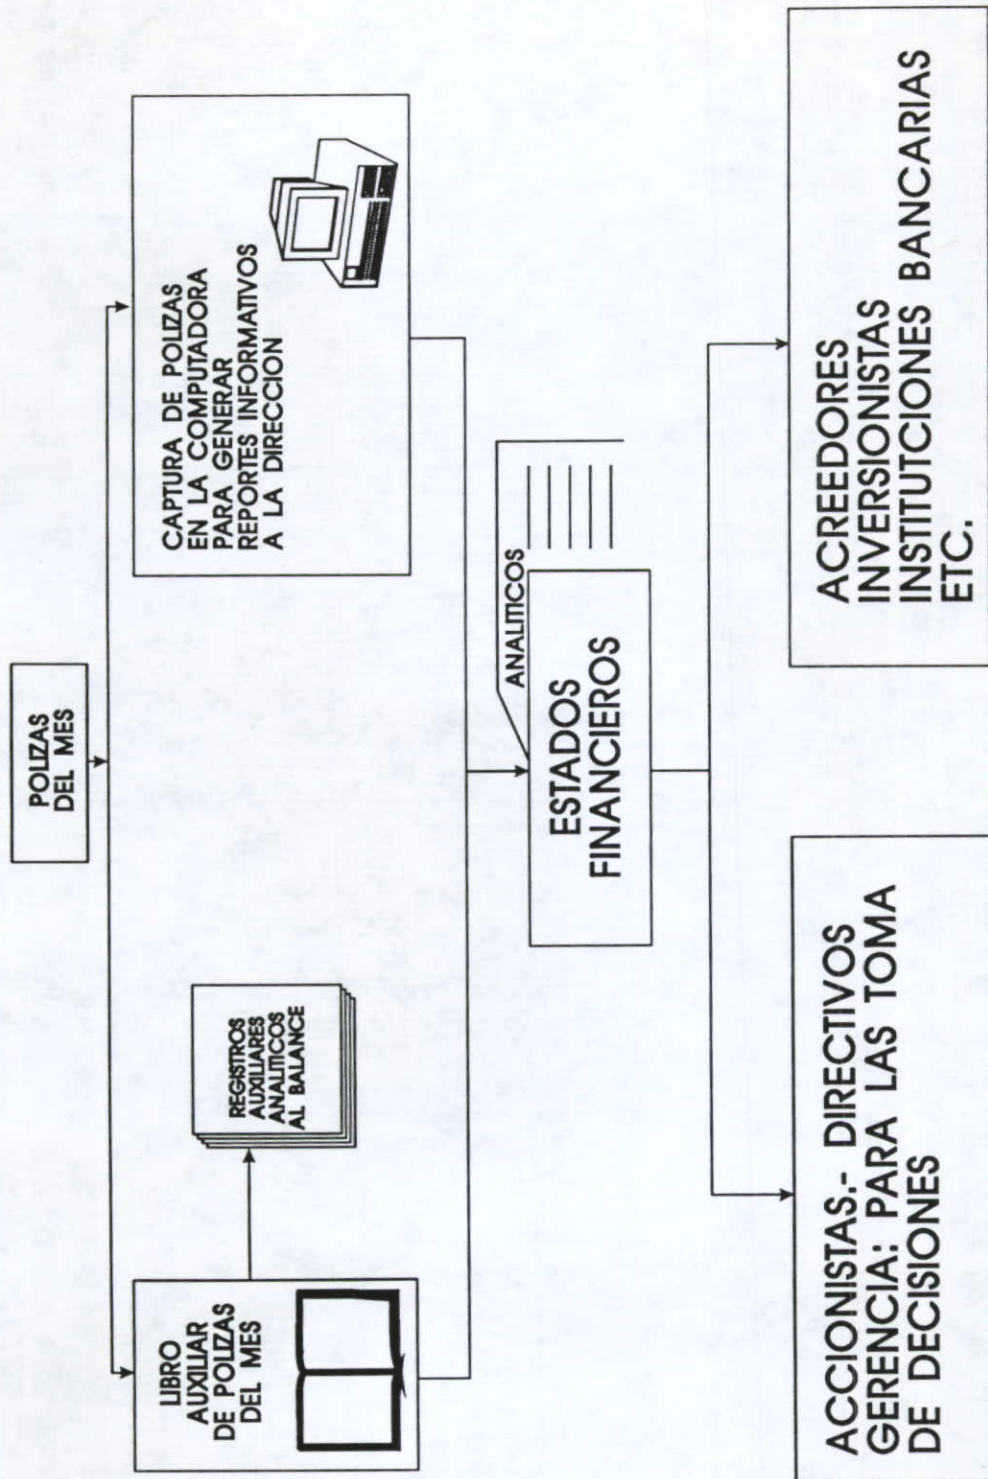 POLIZAS
DEL MES
LIBRO
AUXILIAR
DE POLIZAS
DEL MES
REGISTROS
AUXILIARES
ANALITICOS
AL BALANCE
CAPTURA DE POLIZAS
EN LA COMPUTADORA
PARA GENERAR
REPORTES INFORMATIVOS
A LA DIRECCION
ESTADOS
FINANCIEROS
ANALITICOS
ACCIONISTAS.- DIRECTIVOS
GERENCIA: PARA LAS TOMA
DE DECISIONES
ACREEDORES
INVERSIONISTAS
INSTITUTCIONES BANCARIAS
ETC.